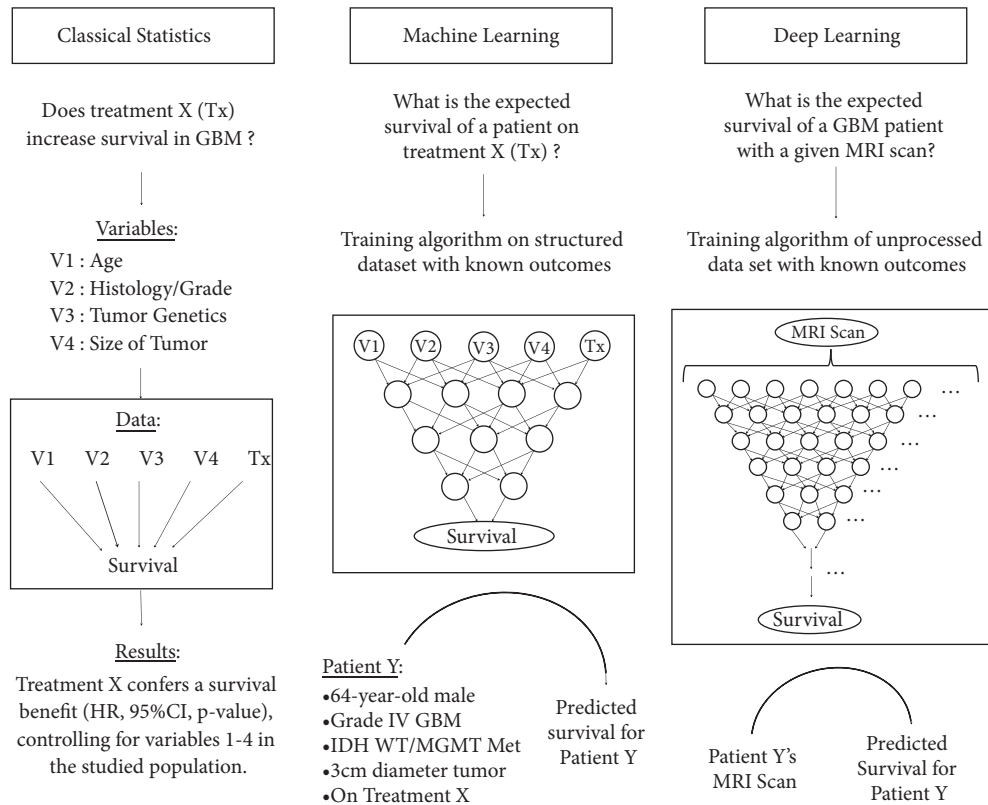 Classical Statistics
Does treatment X (Tx)
increase survival in GBM ?
Variables:
V1 : Age
V2 : Histology/Grade
V3 : Tumor Genetics
V4 : Size of Tumor
Data:
V1 V2 V3 V4 Tx
Survival
Results:
Treatment X confers a survival
benefit (HR, 95%CI, p-value),
controlling for variables 1-4 in
the studied population.
Machine Learning
What is the expected
survival of a patient on
treatment X (Tx) ?
Training algorithm on structured
dataset with known outcomes
V1 V2 V3 V4 Tx
Survival
Patient Y:
•64-year-old male
•Grade IV GBM
•IDH WT/MGMT Met
•3cm diameter tumor
•On Treatment X
Predicted
survival for
Patient Y
Deep Learning
What is the expected
survival of a GBM patient
with a given MRI scan?
Training algorithm of unprocessed
data set with known outcomes
MRI Scan
...
...
...
...
...
...
...
Survival
Patient Y's
MRI Scan
Predicted
Survival for
Patient Y